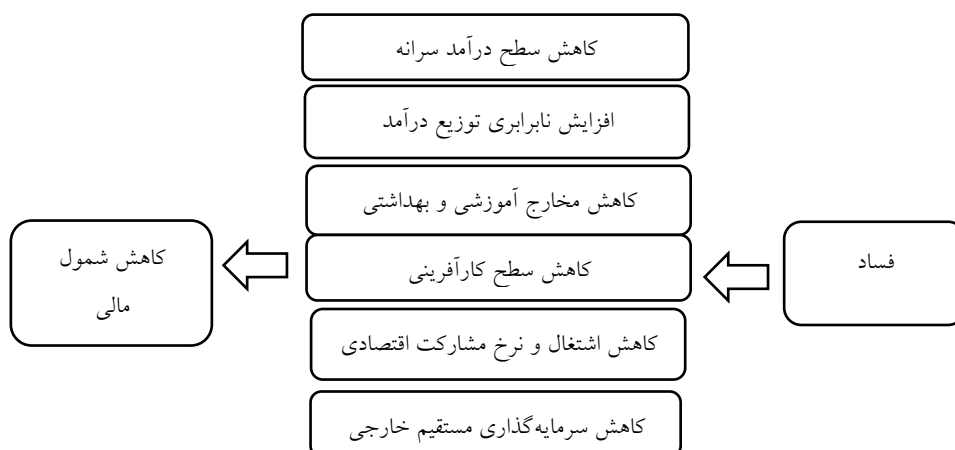 کاهش سطح درآمد سرانه
افزایش نابرابری توزیع درآمد
کاهش مخارج آموزشی و بهداشتی
فساد
کاهش سطح کارآفرینی
کاهش شمول
مالی
کاهش اشتغال و نرخ مشارکت اقتصادی
کاهش سرمایه‌گذاری مستقیم خارجی